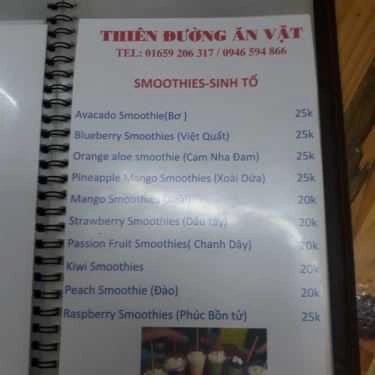 THIÊN ĐƯỜNG ĂN VẶT
TEL: 01659 206 317 / 0946 594 866
SMOOTHIES-SINH TỐ
Avacado Smoothie(Bơ ) 25k
Blueberry Smoothies (Việt Quất) 25k
Orange aloe smoothie (Cam Nha Đam) 25k
Pineapple Mango Smoothies (Xoài Dứa) 25k
Mango Smoothies 20k
Strawberry Smoothies (Dâu tây) 20k
Passion Fruit Smoothies( Chanh Dây) 20k
Kiwi Smoothies 20k
Peach Smoothie (Đào) 20k
Raspberry Smoothies (Phúc Bồn tử) 25k